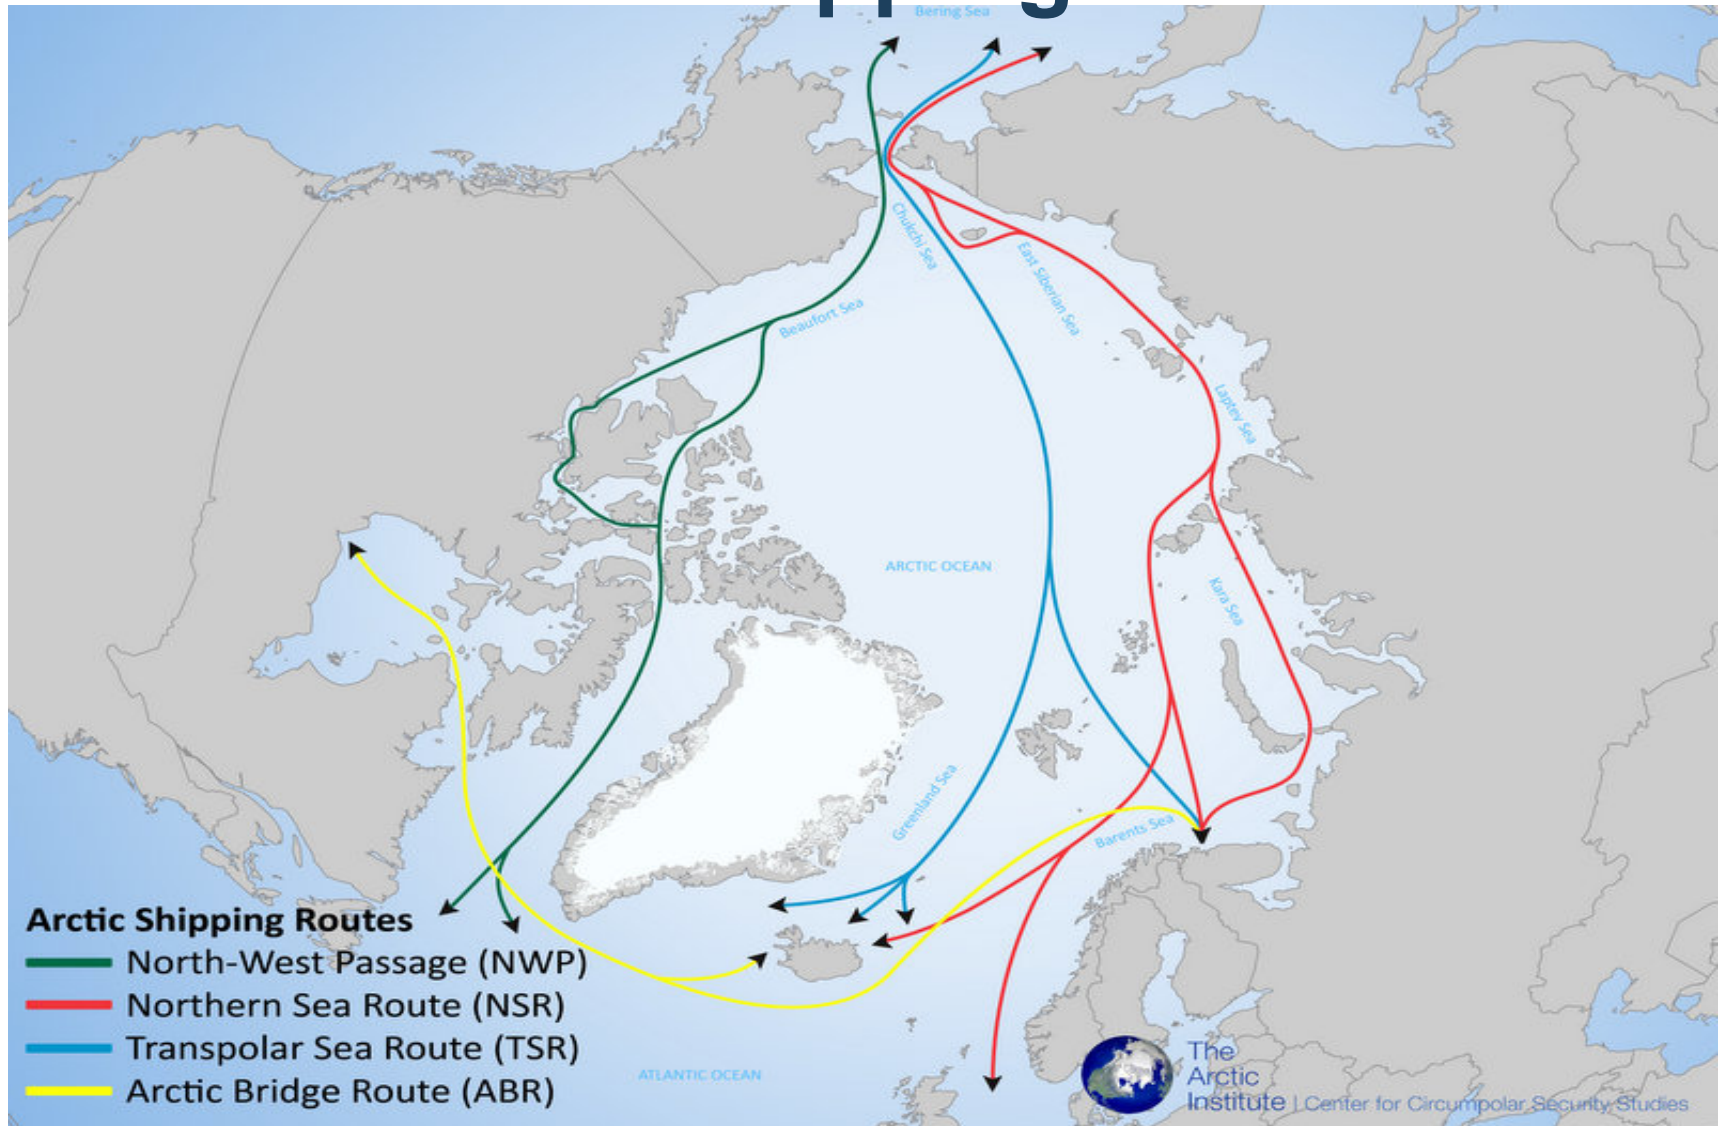 Bering Sea
Chukchi Sea
East Siberian Sea
Beaufort Sea
Laptev Sea
ARCTIC OCEAN
Kara Sea
Greenland Sea
Barents Sea
Arctic Shipping Routes
North-West Passage (NWP)
Northern Sea Route (NSR)
Transpolar Sea Route (TSR)
Arctic Bridge Route (ABR)
ATLANTIC OCEAN
The
Arctic
Institute | Center for Circumpolar Security Studies